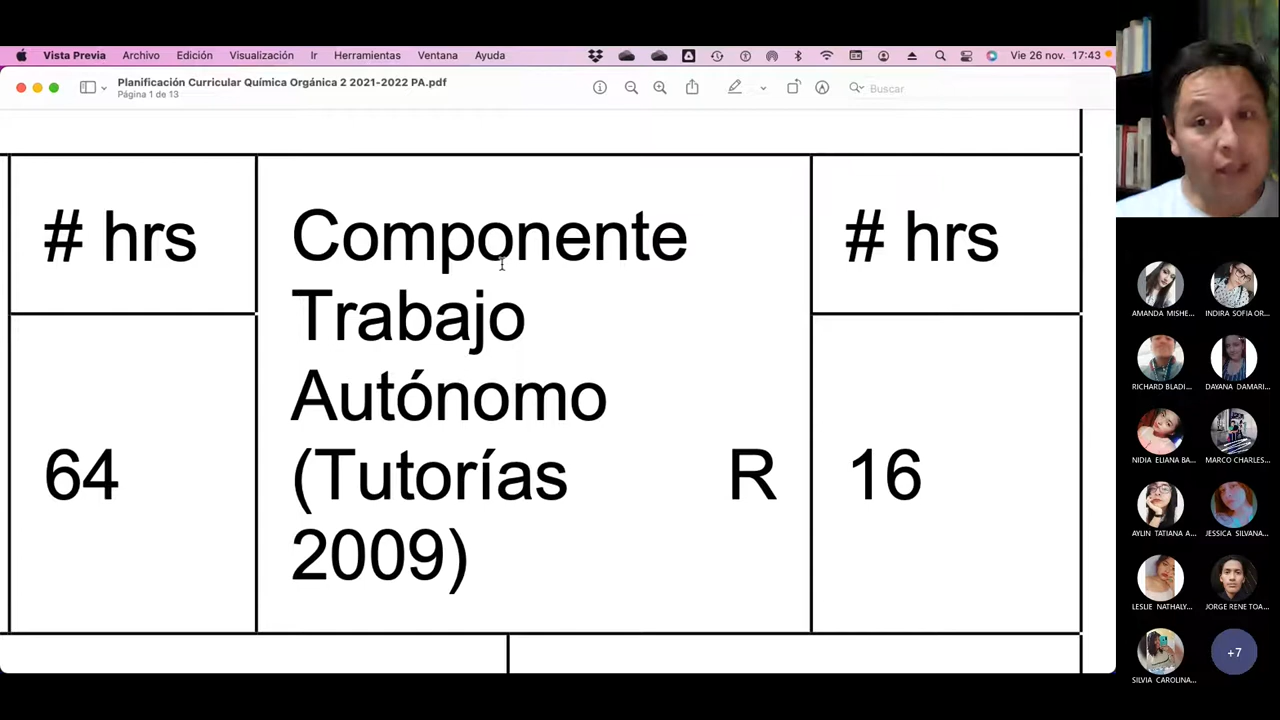 Vista Previa Archivo Edición Visualización Ir Herramientas Ventana Ayuda Vie 26 nov. 17:43
Planificación Curricular Química Orgánica 2 2021-2022 PA.pdf
Página 1 de 13
Buscar
# hrs
Componente
Trabajo
Autónomo
(Tutorías R
2009)
# hrs
64
16
AMANDA MISHE...
INDIRA SOFIA OR...
RICHARD BLADI...
DAYANA DAMARI...
NIDIA ELIANA BA...
MARCO CHARLES...
AYLIN TATIANA A...
JESSICA SILVANA...
LESLIE NATHALY...
JORGE RENE TOA...
SILVIA CAROLINA...
+7